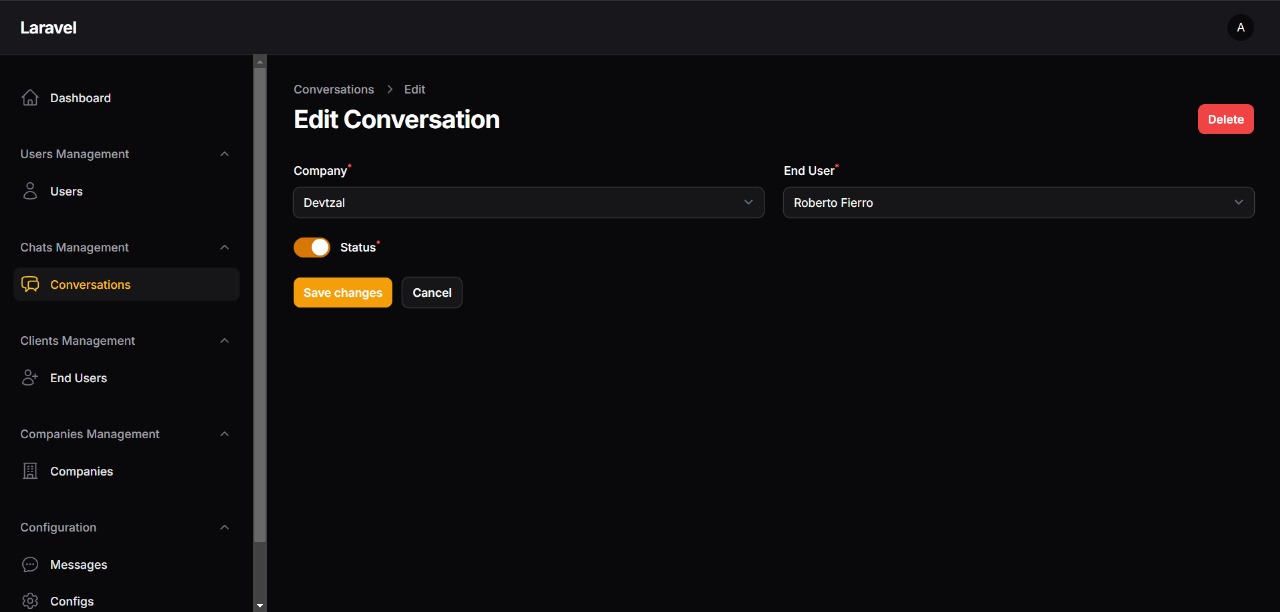 Laravel
A
Dashboard
Users Management
Users
Chats Management
Conversations
Clients Management
End Users
Companies Management
Companies
Configuration
Messages
Configs
Conversations > Edit
Edit Conversation
Delete
Company*
Devtzal
End User*
Roberto Fierro
Status*
Save changes
Cancel